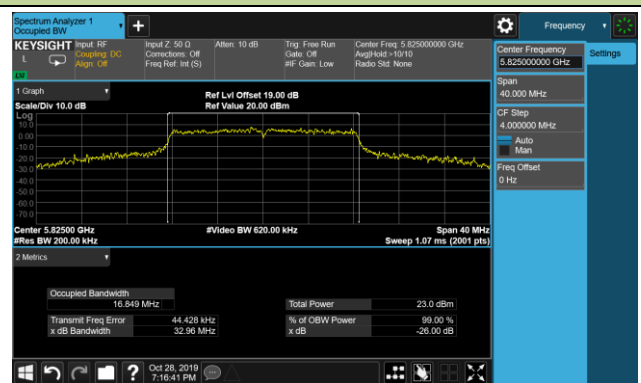 Spectrum Analyzer 1
Occupied BW
Frequency
KEYSIGHT
L
LXI
Input: RF
Coupling: DC
Align: Off
Input Z: 50 Ω
Corrections: Off
Freq Ref: Int (S)
Atten: 10 dB
Trig: Free Run
Gate: Off
#IF Gain: Low
Center Freq: 5.825000000 GHz
Avg|Hold:>10/10
Radio Std: None
Center Frequency
5.825000000 GHz
Settings
Span
40.000 MHz
CF Step
4.000000 MHz
Auto
Man
Freq Offset
0 Hz
1 Graph
Scale/Div 10.0 dB
Ref Lvl Offset 19.00 dB
Ref Value 20.00 dBm
Log
10.0
0.00
-10.0
-20.0
-30.0
-40.0
-50.0
-60.0
-70.0
Center 5.82500 GHz
#Res BW 200.00 kHz
#Video BW 620.00 kHz
Span 40 MHz
Sweep 1.07 ms (2001 pts)
2 Metrics
Occupied Bandwidth
16.849 MHz
Total Power 23.0 dBm
Transmit Freq Error 44.428 kHz
% of OBW Power 99.00 %
x dB Bandwidth 32.96 MHz
x dB -26.00 dB
?
Oct 28, 2019
7:16:41 PM